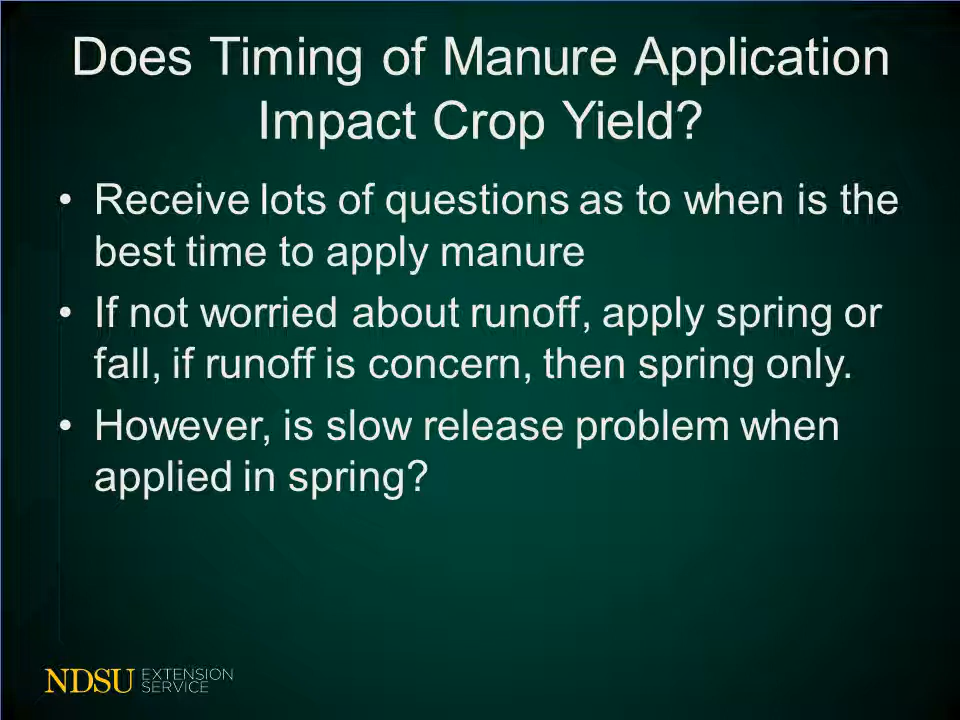 Does Timing of Manure Application
Impact Crop Yield?
• Receive lots of questions as to when is the
best time to apply manure
• If not worried about runoff, apply spring or
fall, if runoff is concern, then spring only.
• However, is slow release problem when
applied in spring?
NDSU EXTENSION
SERVICE